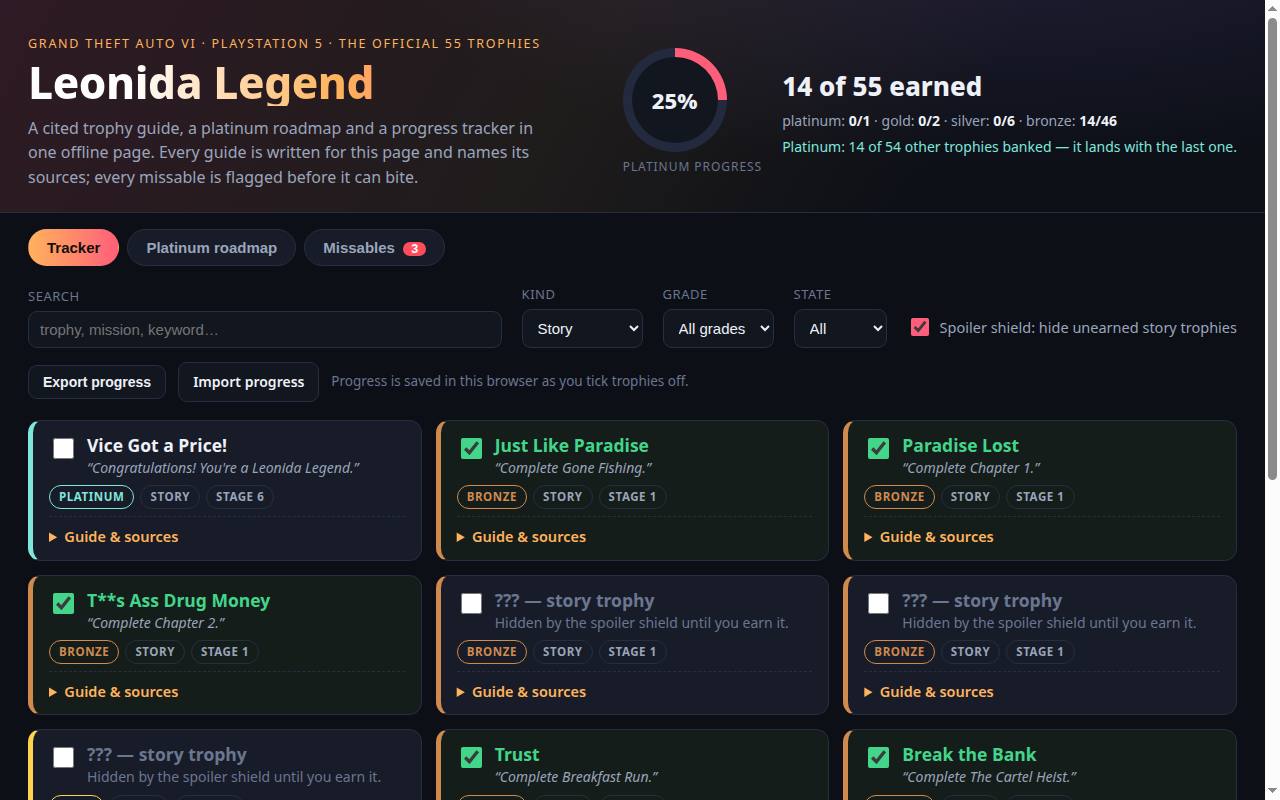 GRAND THEFT AUTO VI · PLAYSTATION 5 · THE OFFICIAL 55 TROPHIES
Leonida Legend
A cited trophy guide, a platinum roadmap and a progress tracker in
one offline page. Every guide is written for this page and names its
sources; every missable is flagged before it can bite.
25%
PLATINUM PROGRESS
14 of 55 earned
platinum: 0/1 · gold: 0/2 · silver: 0/6 · bronze: 14/46
Platinum: 14 of 54 other trophies banked — it lands with the last one.
Tracker
Platinum roadmap
Missables 3
SEARCH
trophy, mission, keyword…
KIND
Story
GRADE
All grades
STATE
All
Spoiler shield: hide unearned story trophies
Export progress
Import progress
Progress is saved in this browser as you tick trophies off.
Vice Got a Price!
“Congratulations! You're a Leonida Legend.”
PLATINUM STORY STAGE 6
Guide & sources
Just Like Paradise
“Complete Gone Fishing.”
BRONZE STORY STAGE 1
Guide & sources
Paradise Lost
“Complete Chapter 1.”
BRONZE STORY STAGE 1
Guide & sources
T**s Ass Drug Money
“Complete Chapter 2.”
BRONZE STORY STAGE 1
Guide & sources
??? — story trophy
Hidden by the spoiler shield until you earn it.
BRONZE STORY STAGE 1
Guide & sources
??? — story trophy
Hidden by the spoiler shield until you earn it.
BRONZE STORY STAGE 1
Guide & sources
??? — story trophy
Hidden by the spoiler shield until you earn it.
Trust
“Complete Breakfast Run.”
Break the Bank
“Complete The Cartel Heist.”